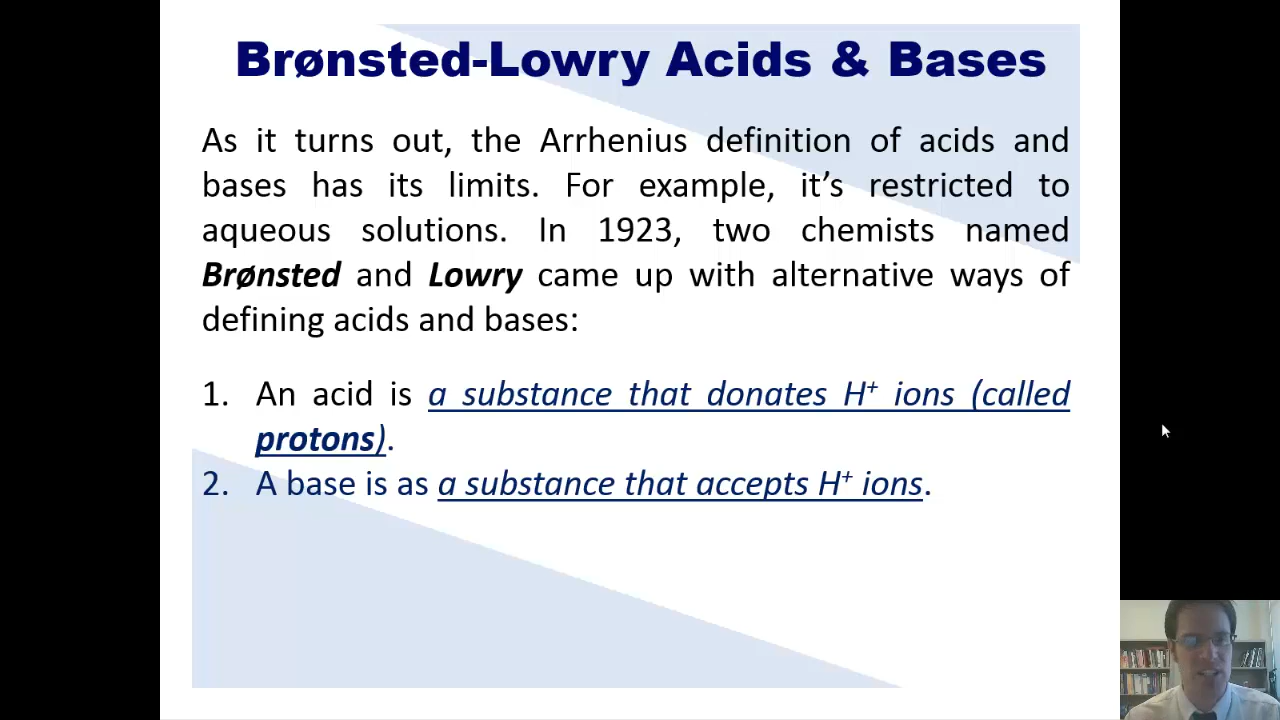 Brønsted-Lowry Acids & Bases
As it turns out, the Arrhenius definition of acids and
bases has its limits. For example, it’s restricted to
aqueous solutions. In 1923, two chemists named
Brønsted and Lowry came up with alternative ways of
defining acids and bases:
1. An acid is a substance that donates H⁺ ions (called
protons).
2. A base is as a substance that accepts H⁺ ions.